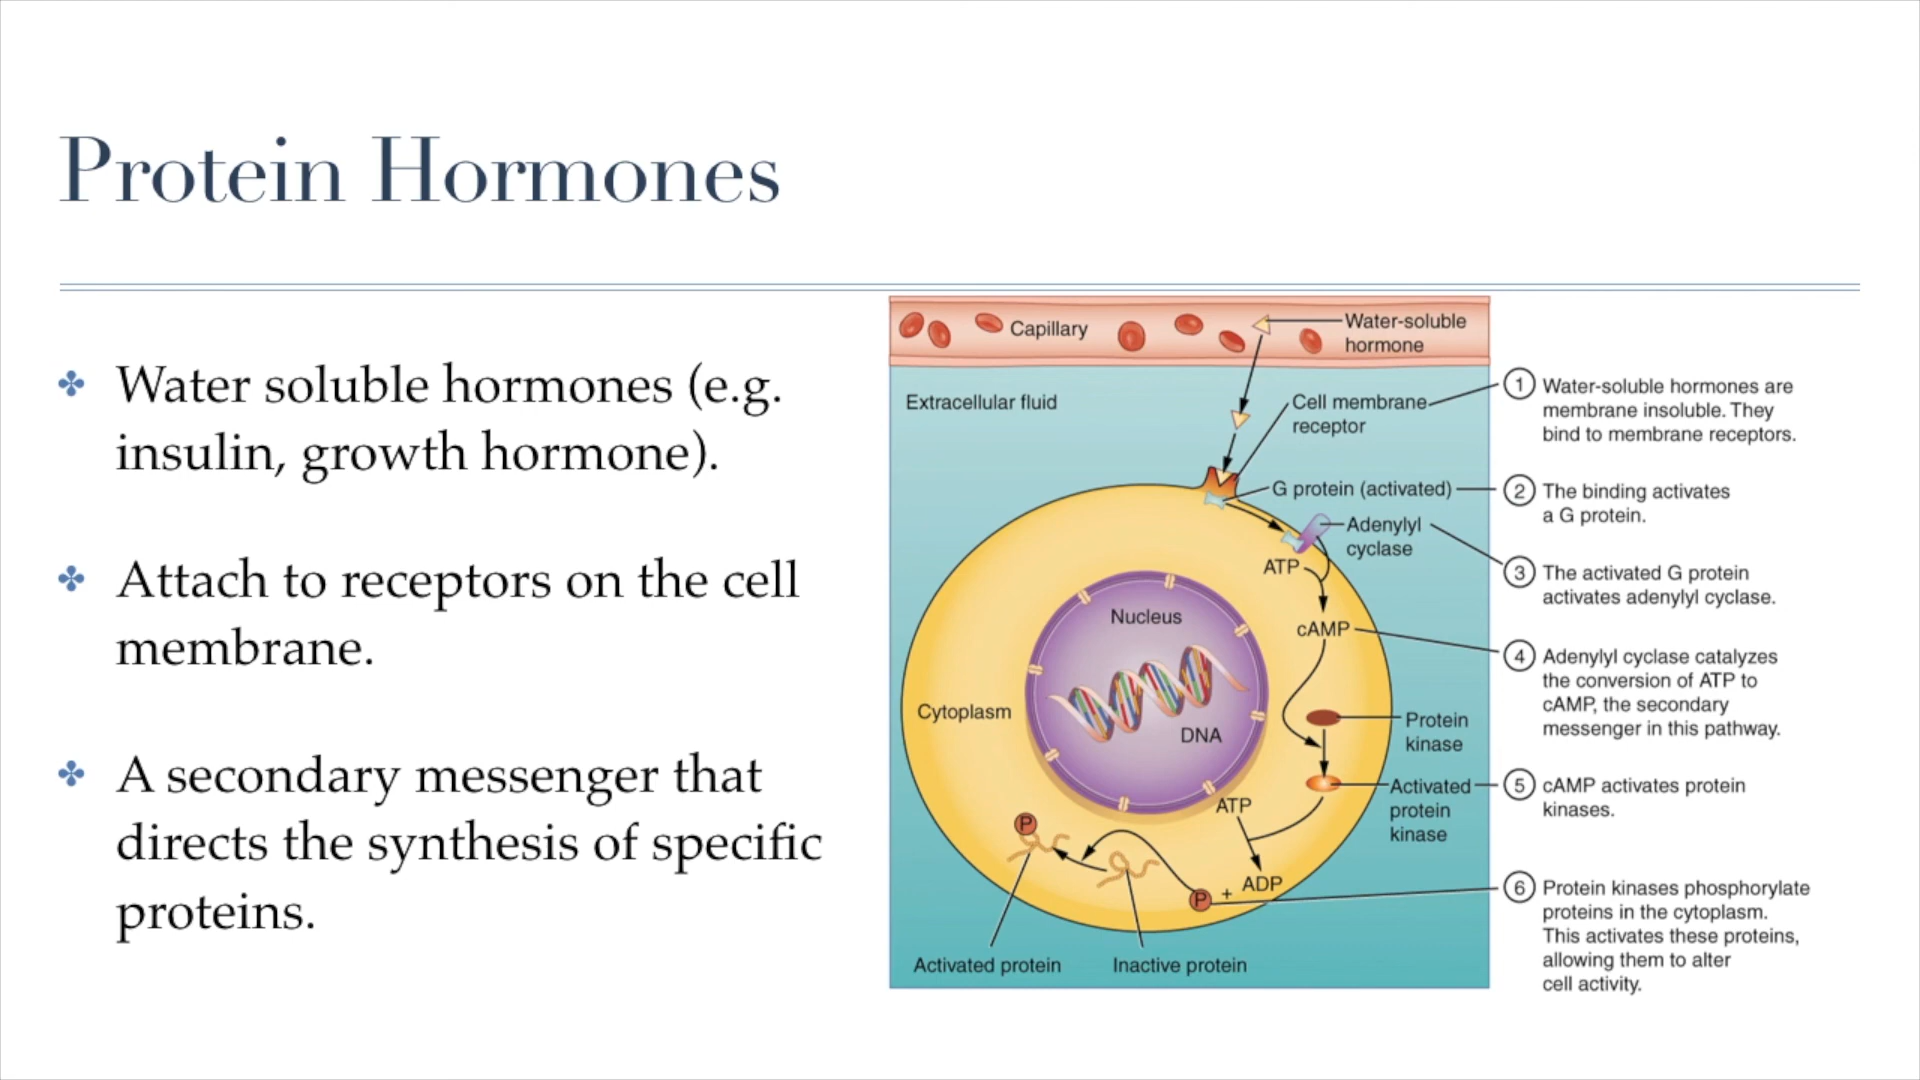 Protein Hormones
Water soluble hormones (e.g.
insulin, growth hormone).
Attach to receptors on the cell
membrane.
A secondary messenger that
directs the synthesis of specific
proteins.
Capillary
Water-soluble
hormone
Extracellular fluid
Cell membrane
receptor
G protein (activated)
Adenylyl
cyclase
ATP
cAMP
Nucleus
DNA
Cytoplasm
Protein
kinase
Activated
protein
kinase
ATP
ADP
P
+
P
Activated protein
Inactive protein
1 Water-soluble hormones are
membrane insoluble. They
bind to membrane receptors.
2 The binding activates
a G protein.
3 The activated G protein
activates adenylyl cyclase.
4 Adenylyl cyclase catalyzes
the conversion of ATP to
cAMP, the secondary
messenger in this pathway.
5 cAMP activates protein
kinases.
6 Protein kinases phosphorylate
proteins in the cytoplasm.
This activates these proteins,
allowing them to alter
cell activity.